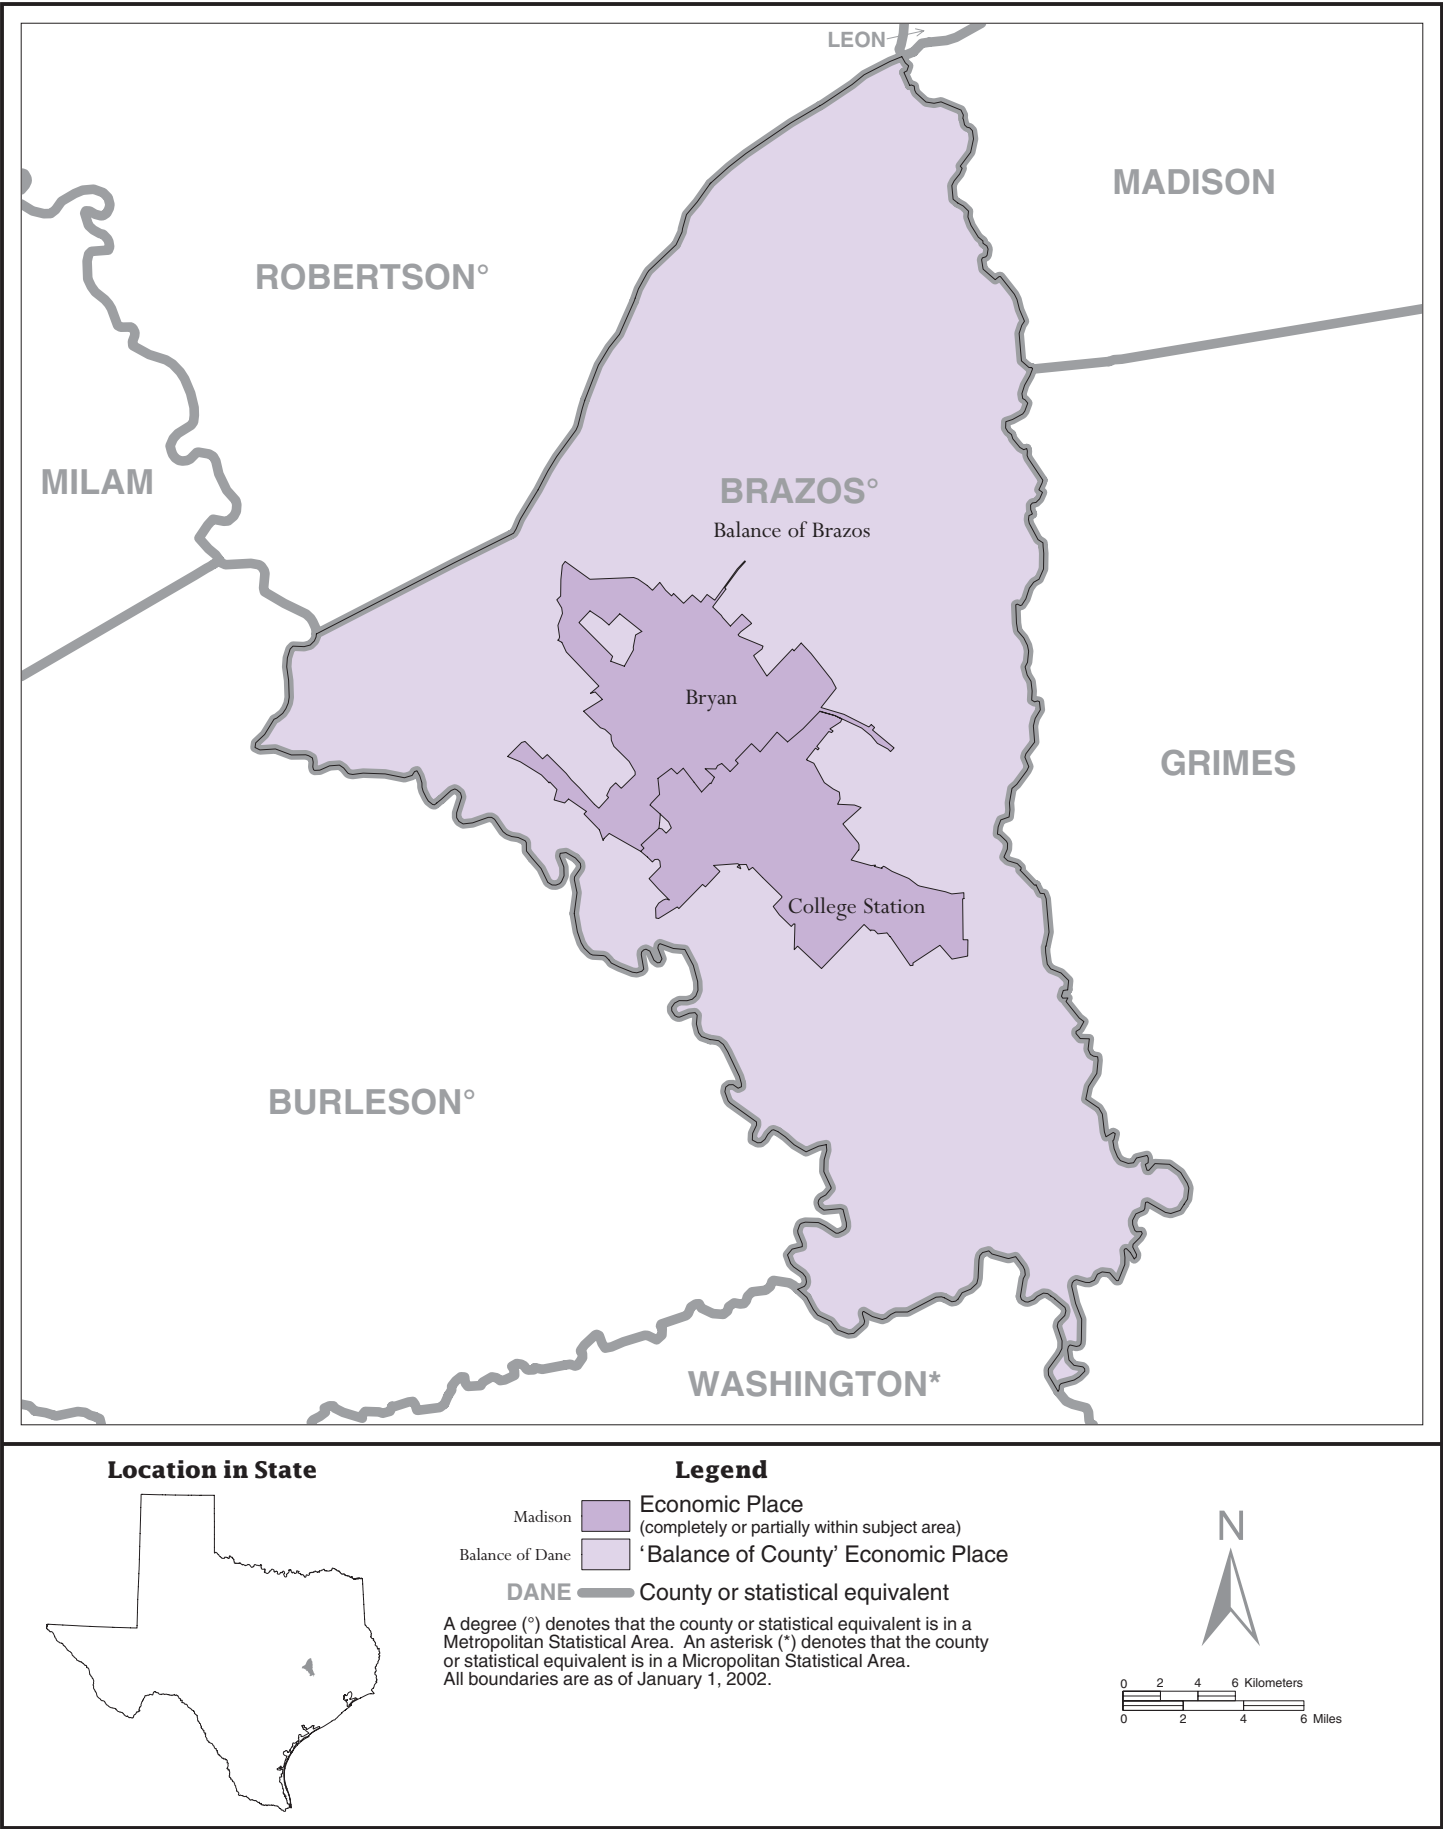 LEON
MADISON
ROBERTSON°
MILAM
BRAZOS°
Balance of Brazos
Bryan
GRIMES
College Station
BURLESON°
WASHINGTON*
Location in State
Legend
Madison
Economic Place
(completely or partially within subject area)
Balance of Dane
‘Balance of County’ Economic Place
DANE
County or statistical equivalent
A degree (°) denotes that the county or statistical equivalent is in a
Metropolitan Statistical Area.  An asterisk (*) denotes that the county
or statistical equivalent is in a Micropolitan Statistical Area.
All boundaries are as of January 1, 2002.
N
0 2 4 6 Kilometers
0 2 4 6 Miles